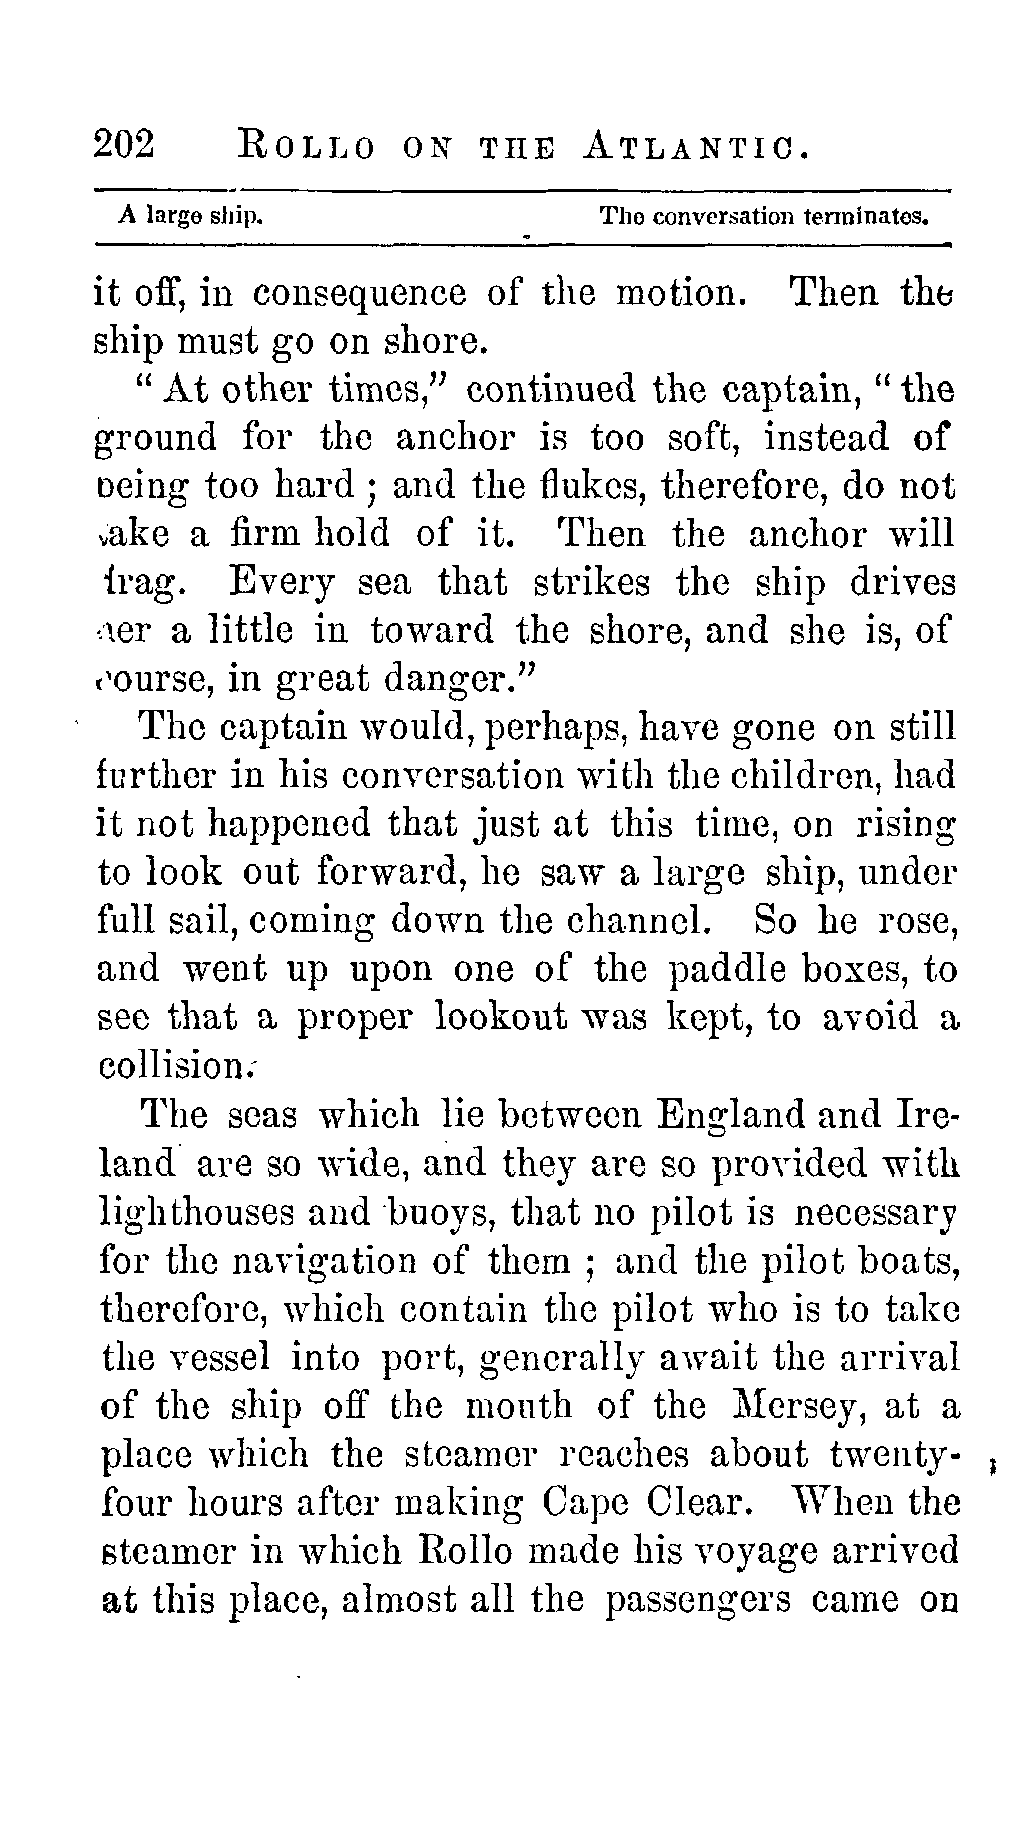 202 ROLLO ON THE ATLANTIC.
A large ship. The conversation terminates.
it off, in consequence of the motion. Then the
ship must go on shore.
“ At other times,” continued the captain, “ the
ground for the anchor is too soft, instead of
being too hard ; and the flukes, therefore, do not
take a firm hold of it. Then the anchor will
drag. Every sea that strikes the ship drives
her a little in toward the shore, and she is, of
course, in great danger.”
The captain would, perhaps, have gone on still
further in his conversation with the children, had
it not happened that just at this time, on rising
to look out forward, he saw a large ship, under
full sail, coming down the channel. So he rose,
and went up upon one of the paddle boxes, to
see that a proper lookout was kept, to avoid a
collision.
The seas which lie between England and Ire-
land are so wide, and they are so provided with
lighthouses and buoys, that no pilot is necessary
for the navigation of them ; and the pilot boats,
therefore, which contain the pilot who is to take
the vessel into port, generally await the arrival
of the ship off the mouth of the Mersey, at a
place which the steamer reaches about twenty-
four hours after making Cape Clear. When the
steamer in which Rollo made his voyage arrived
at this place, almost all the passengers came on